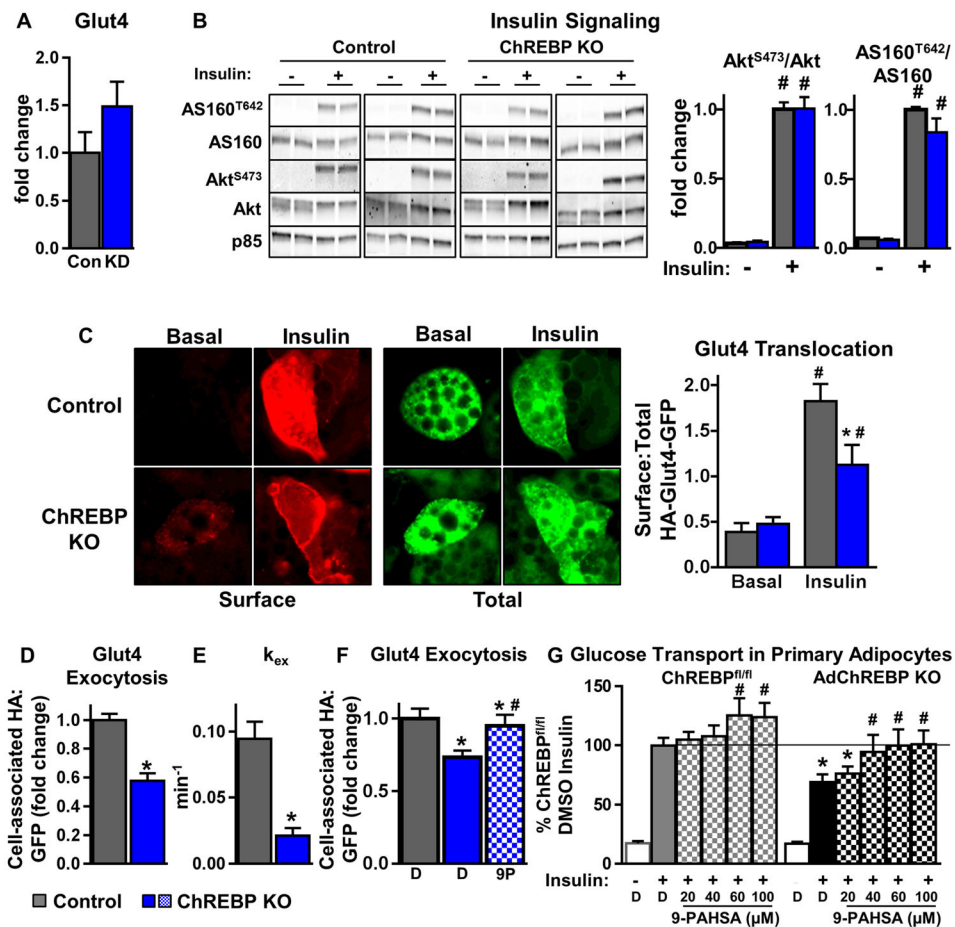 A
Glut4
fold change
2.0
1.5
1.0
0.5
0.0
Con KD
B
Insulin Signaling
Control
ChREBP KO
Insulin:
- + - + - + - +
AS160T642
AS160
AktS473
Akt
p85
AktS473/Akt
fold change
# #
1.0
0.5
0.0
Insulin: - +
AS160T642/
AS160
# #
1.0
0.5
0.0
- +
C
Basal Insulin
Basal Insulin
Control
ChREBP
KO
Surface
Total
Glut4 Translocation
Surface:Total
HA-Glut4-GFP
#
* #
2.0
1.5
1.0
0.5
0.0
Basal Insulin
D
Glut4
Exocytosis
Cell-associated HA:
GFP (fold change)
1.0
0.8
0.6
0.4
0.2
0.0
*
E
kex
min-1
0.10
0.05
0.00
*
F
Glut4 Exocytosis
Cell-associated HA:
GFP (fold change)
1.0
0.5
0.0
*
* #
D D 9P
G
Glucose Transport in Primary Adipocytes
ChREBPfl/fl
AdChREBP KO
% ChREBPfl/fl
DMSO Insulin
150
100
50
0
# #
* * # # #
Insulin: - + + + + + + + + + +
D D 20 40 60 100 D D 20 40 60 100
9-PAHSA (μM)
9-PAHSA (μM)
Control
ChREBP KO